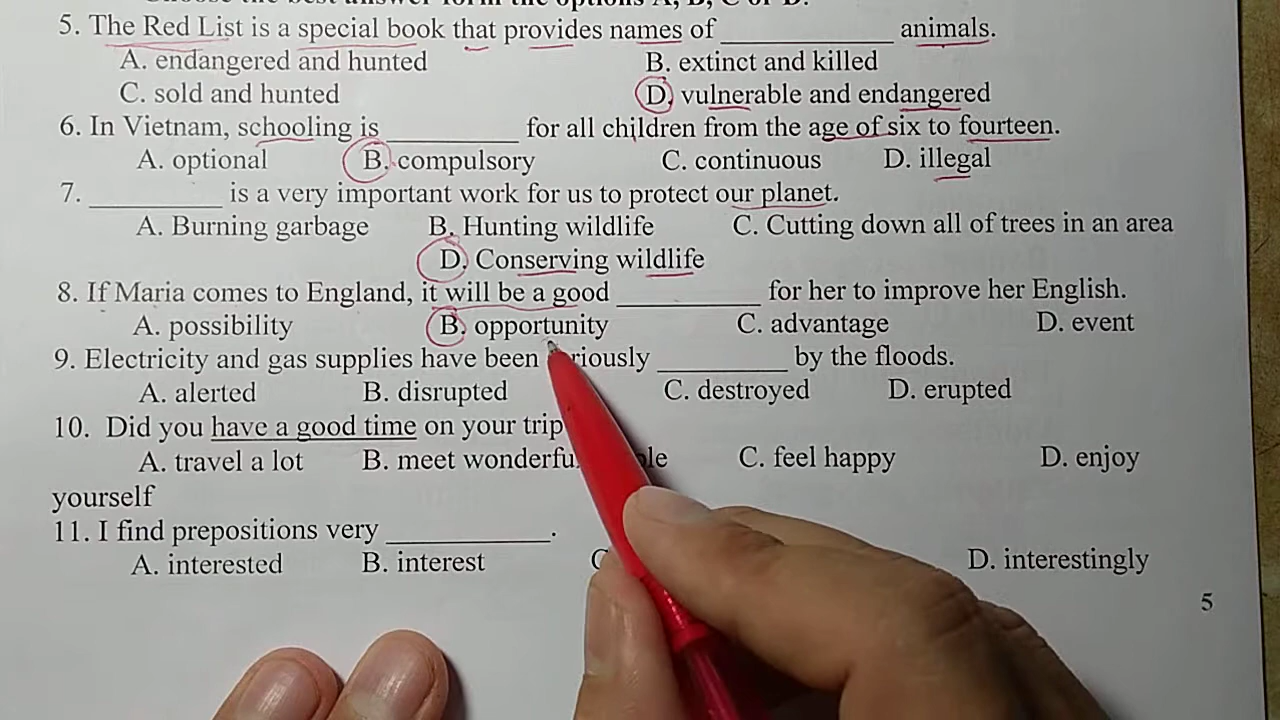 5. The Red List is a special book that provides names of ____________ animals.
A. endangered and hunted B. extinct and killed
C. sold and hunted D. vulnerable and endangered
6. In Vietnam, schooling is _________ for all children from the age of six to fourteen.
A. optional B. compulsory C. continuous D. illegal
7. _________ is a very important work for us to protect our planet.
A. Burning garbage B. Hunting wildlife C. Cutting down all of trees in an area
D. Conserving wildlife
8. If Maria comes to England, it will be a good __________ for her to improve her English.
A. possibility B. opportunity C. advantage D. event
9. Electricity and gas supplies have been _________ by the floods.
A. alerted B. disrupted C. destroyed D. erupted
10. Did you have a good time on your trip
A. travel a lot B. meet C. feel happy D. enjoy
yourself
11. I find prepositions very ___________.
A. interested B. interest D. interestingly
5